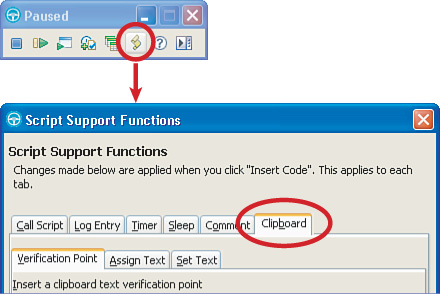 Paused
Script Support Functions
Script Support Functions
Changes made below are applied when you click "Insert Code". This applies to each
tab.
Call Script Log Entry Timer Sleep Comment Clipboard
Verification Point Assign Text Set Text
Insert a clipboard text verification point